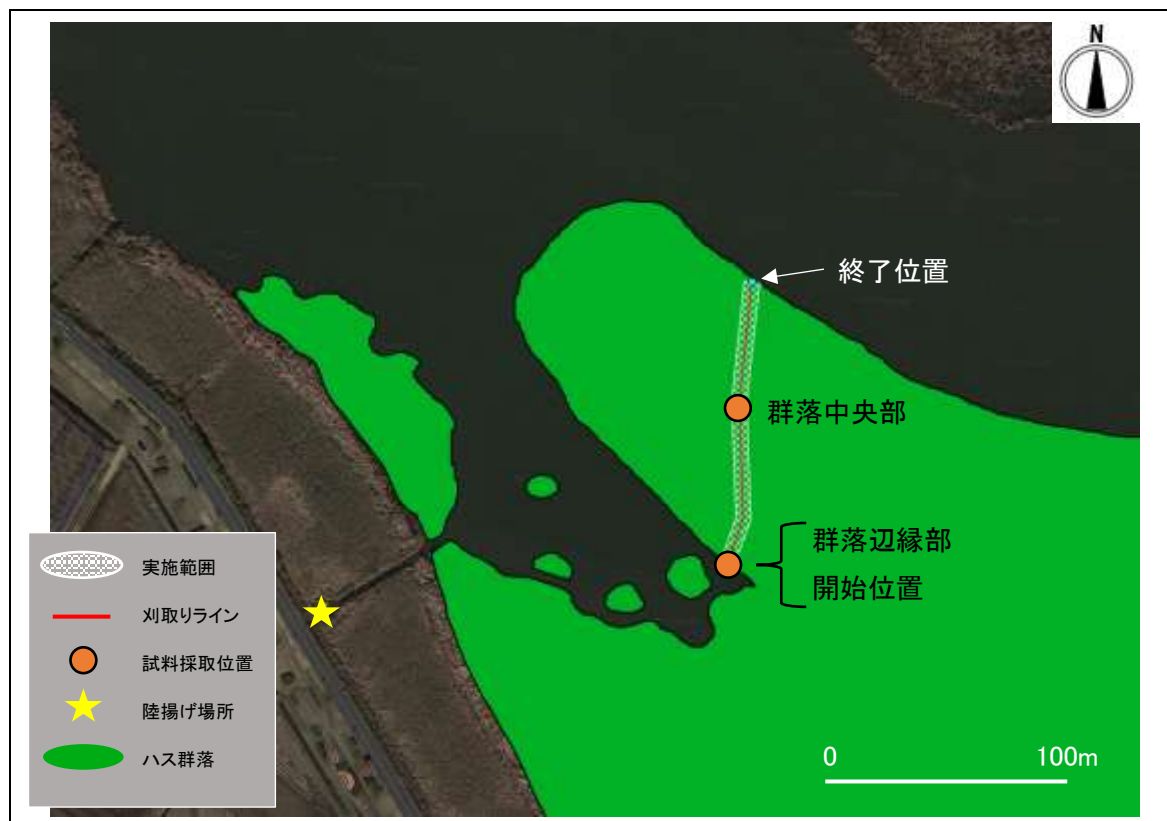 N
終了位置
群落中央部
群落辺縁部
開始位置
実施範囲
刈取りライン
試料採取位置
陸揚げ場所
ハス群落
0 100m